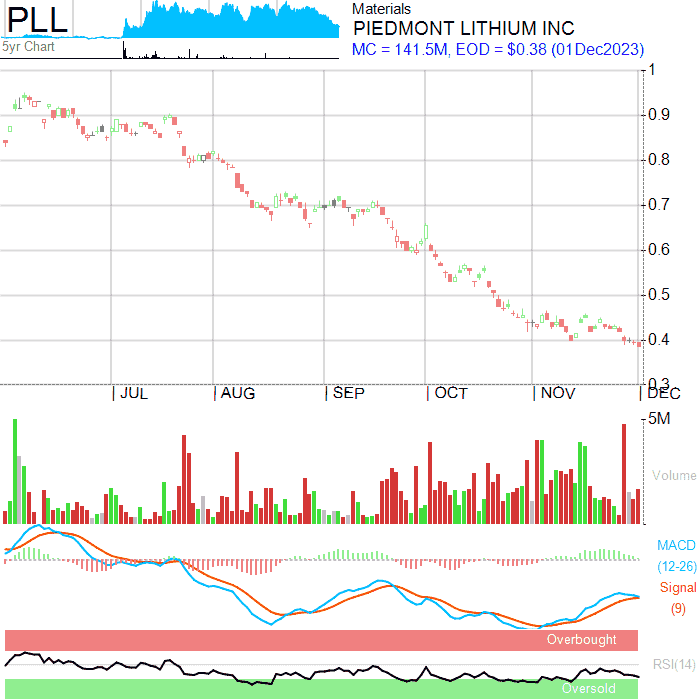 PLL
5yr Chart
Materials
PIEDMONT LITHIUM INC
MC = 141.5M, EOD = $0.38 (01Dec2023)
1
0.9
0.8
0.7
0.6
0.5
0.4
0.3
| JUL | AUG | SEP | OCT | NOV | DEC
5M
Volume
MACD
(12-26)
Signal
(9)
Overbought
RSI(14)
Oversold